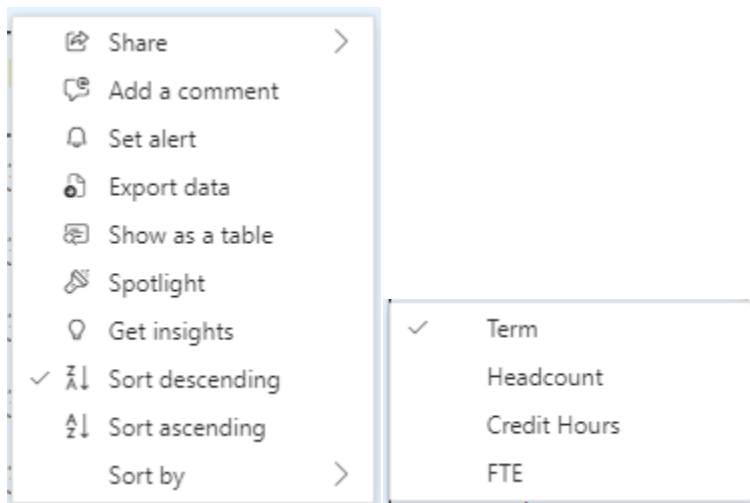 Share
Add a comment
Set alert
Export data
Show as a table
Spotlight
Get insights
Sort descending
Sort ascending
Sort by
Term
Headcount
Credit Hours
FTE